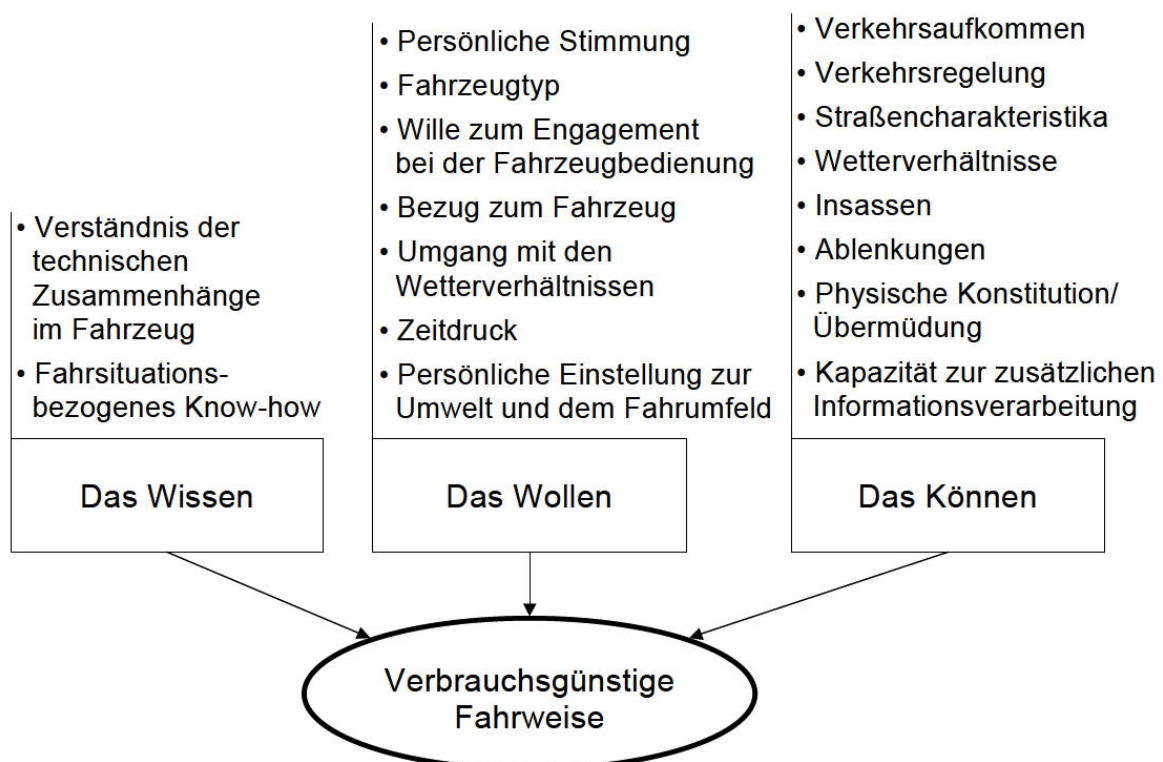 • Verständnis der
technischen
Zusammenhänge
im Fahrzeug
• Fahrsituations-
bezogenes Know-how
Das Wissen
• Persönliche Stimmung
• Fahrzeugtyp
• Wille zum Engagement
bei der Fahrzeugbedienung
• Bezug zum Fahrzeug
• Umgang mit den
Wetterverhältnissen
• Zeitdruck
• Persönliche Einstellung zur
Umwelt und dem Fahrumfeld
Das Wollen
• Verkehrsaufkommen
• Verkehrsregelung
• Straßencharakteristika
• Wetterverhältnisse
• Insassen
• Ablenkungen
• Physische Konstitution/
Übermüdung
• Kapazität zur zusätzlichen
Informationsverarbeitung
Das Können
Verbrauchsgünstige
Fahrweise